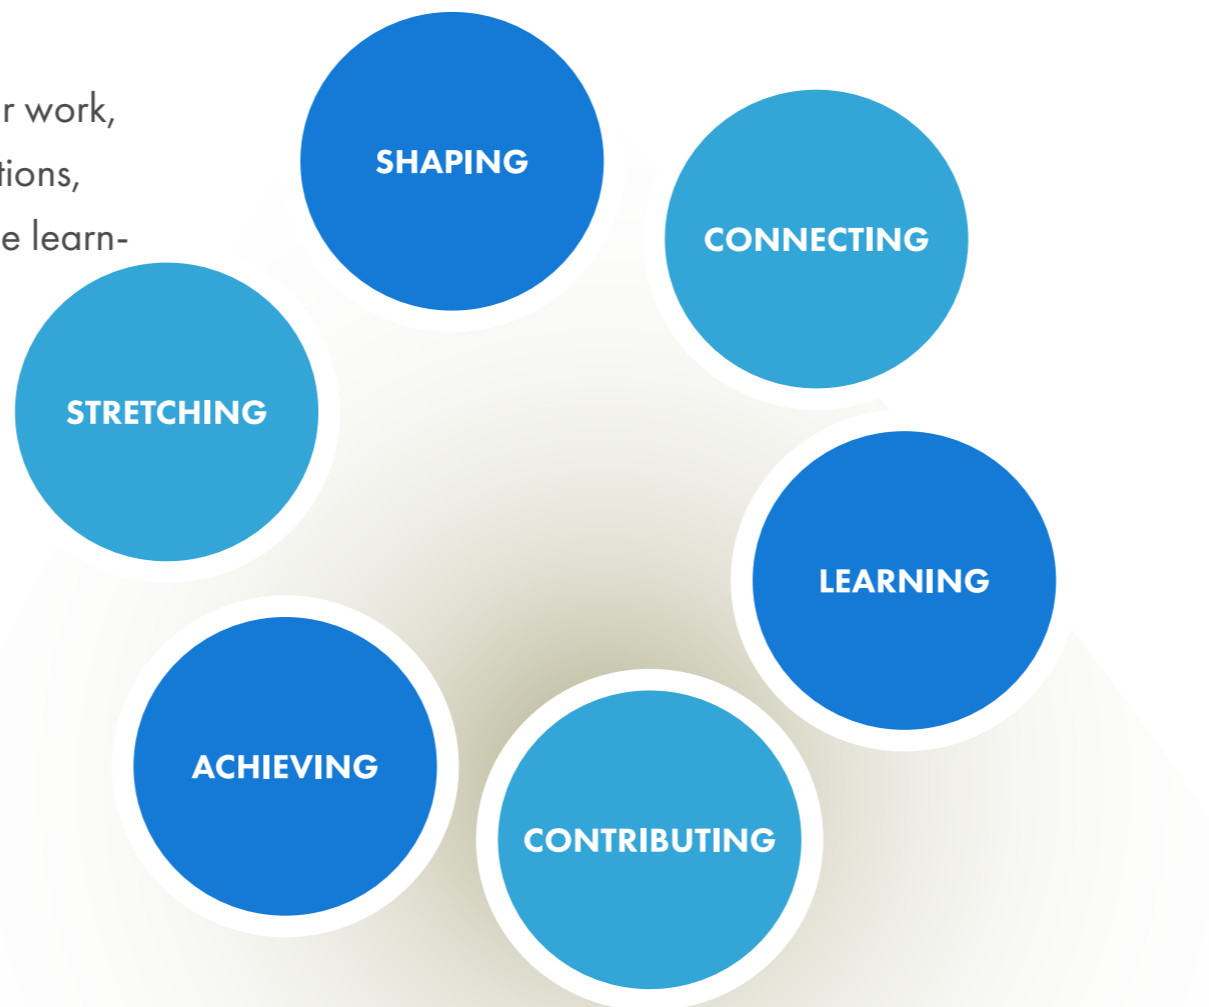 r work,
tions,
e learn-
SHAPING
CONNECTING
STRETCHING
LEARNING
ACHIEVING
CONTRIBUTING